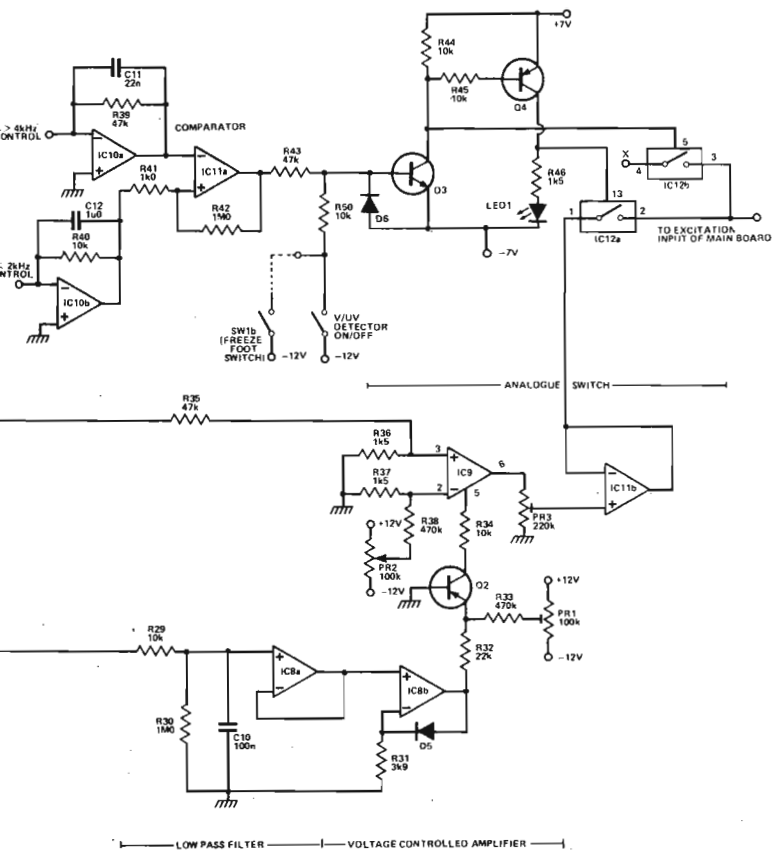 +7V
R44
10k
R45
10k
Q4
C11
22n
R39
47k
> 4kHz
CONTROL
IC10a
COMPARATOR
R41
1k0
IC11a
R43
47k
R42
1M0
R50
10k
D6
Q3
R46
1k5
LED1
–7V
X
4
5
3
IC12b
13
1
2
IC12a
TO EXCITATION
INPUT OF MAIN BOARD
C12
1u0
R40
10k
2kHz
IC10b
SW1b
(FREEZE
FOOT
SWITCH)
–12V
V/UV
DETECTOR
ON/OFF
–12V
ANALOGUE SWITCH
R35
47k
R36
1k5
R37
1k5
3
2
IC9
6
5
+12V
R38
470k
PR2
100k
–12V
R34
10k
PR3
220k
IC11b
Q2
R33
470k
+12V
PR1
100k
–12V
R32
22k
R29
10k
R30
1M0
C10
100n
IC8a
IC8b
D5
R31
3k9
LOW PASS FILTER
VOLTAGE CONTROLLED AMPLIFIER